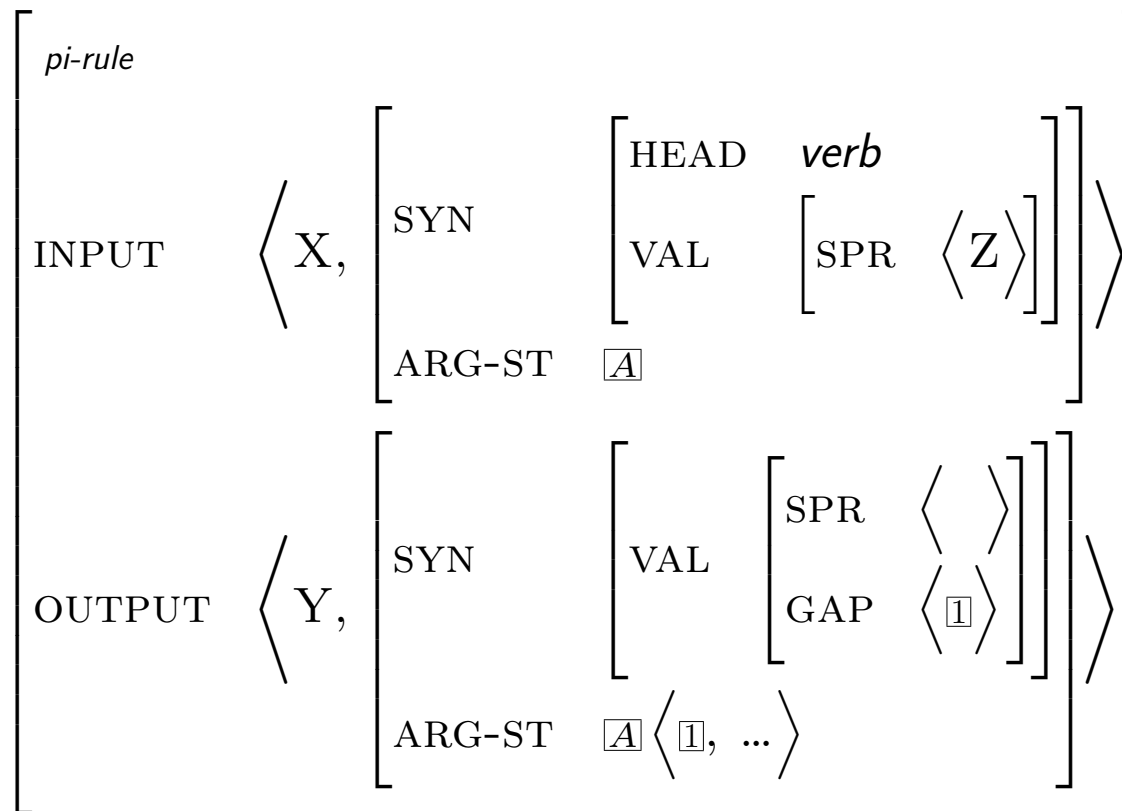 pi-rule
HEAD verb
SYN
INPUT ⟨ X, VAL [SPR ⟨Z⟩] ⟩
ARG-ST A
SPR ⟨ ⟩
SYN VAL
OUTPUT ⟨ Y, GAP ⟨1⟩ ⟩
ARG-ST A ⟨1, ...⟩